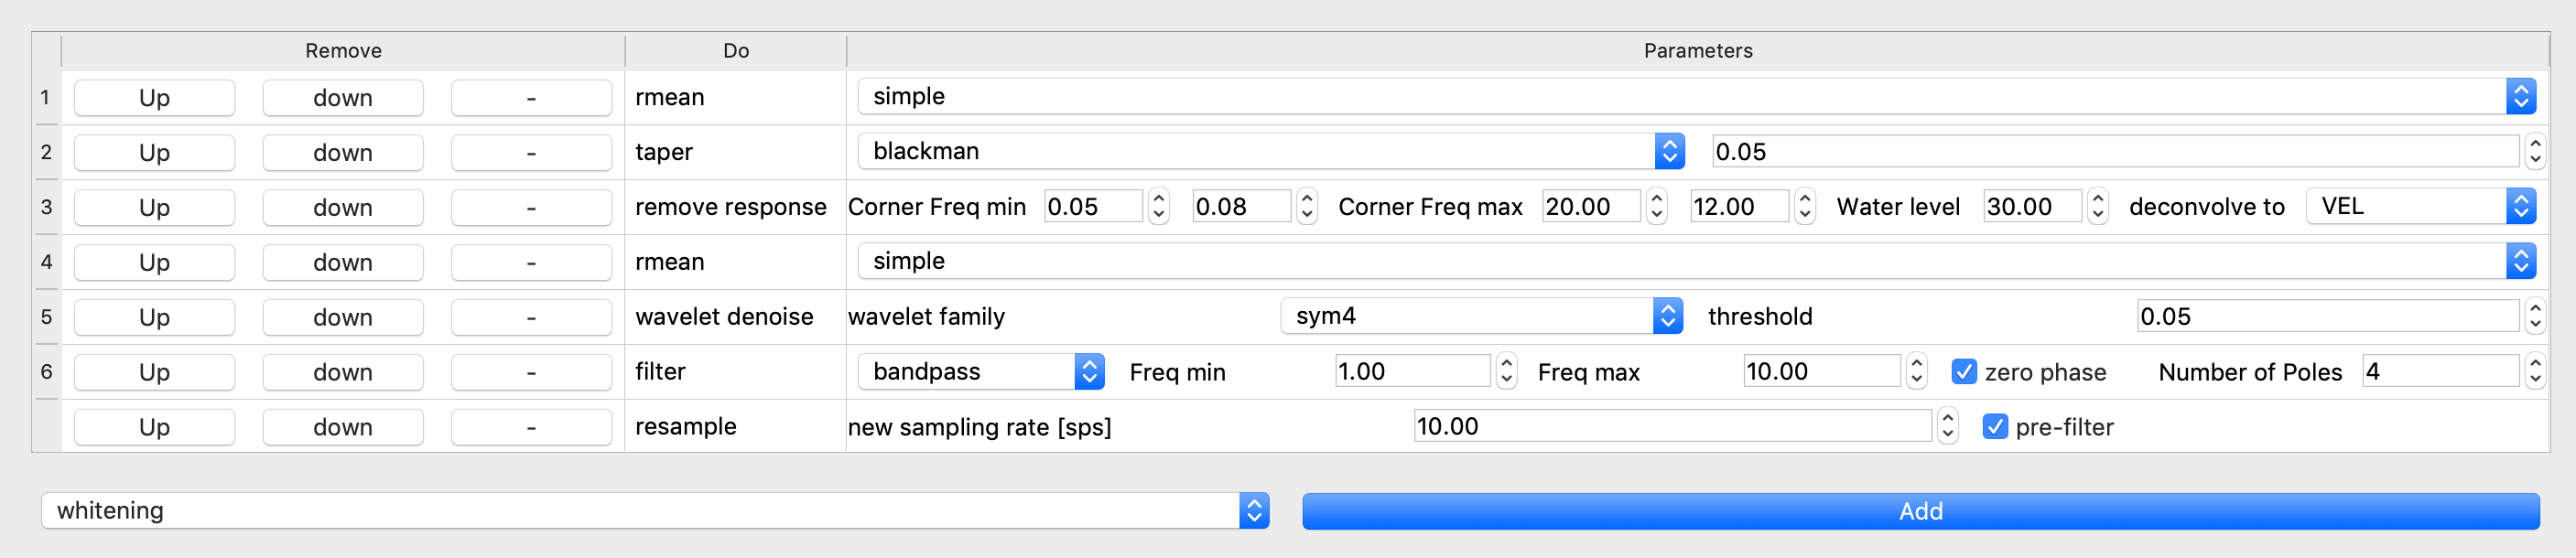 Remove Do Parameters
1 Up down - rmean simple
2 Up down - taper blackman 0.05
3 Up down - remove response Corner Freq min 0.05 0.08 Corner Freq max 20.00 12.00 Water level 30.00 deconvolve to VEL
4 Up down - rmean simple
5 Up down - wavelet denoise wavelet family sym4 threshold 0.05
6 Up down - filter bandpass Freq min 1.00 Freq max 10.00 zero phase Number of Poles 4
Up down - resample new sampling rate [sps] 10.00 pre-filter
whitening Add